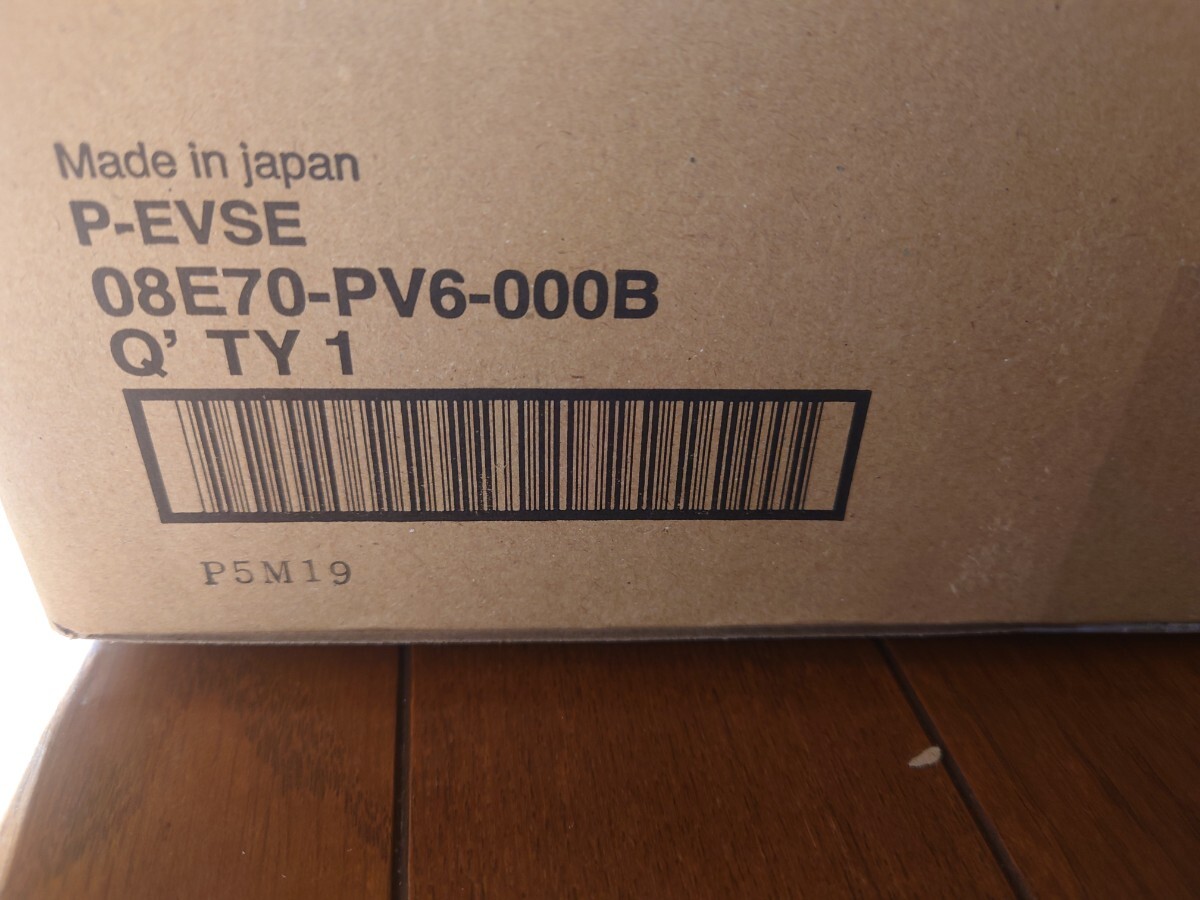 Made in japan
P-EVSE
08E70-PV6-000B
Q' TY 1
P5M19